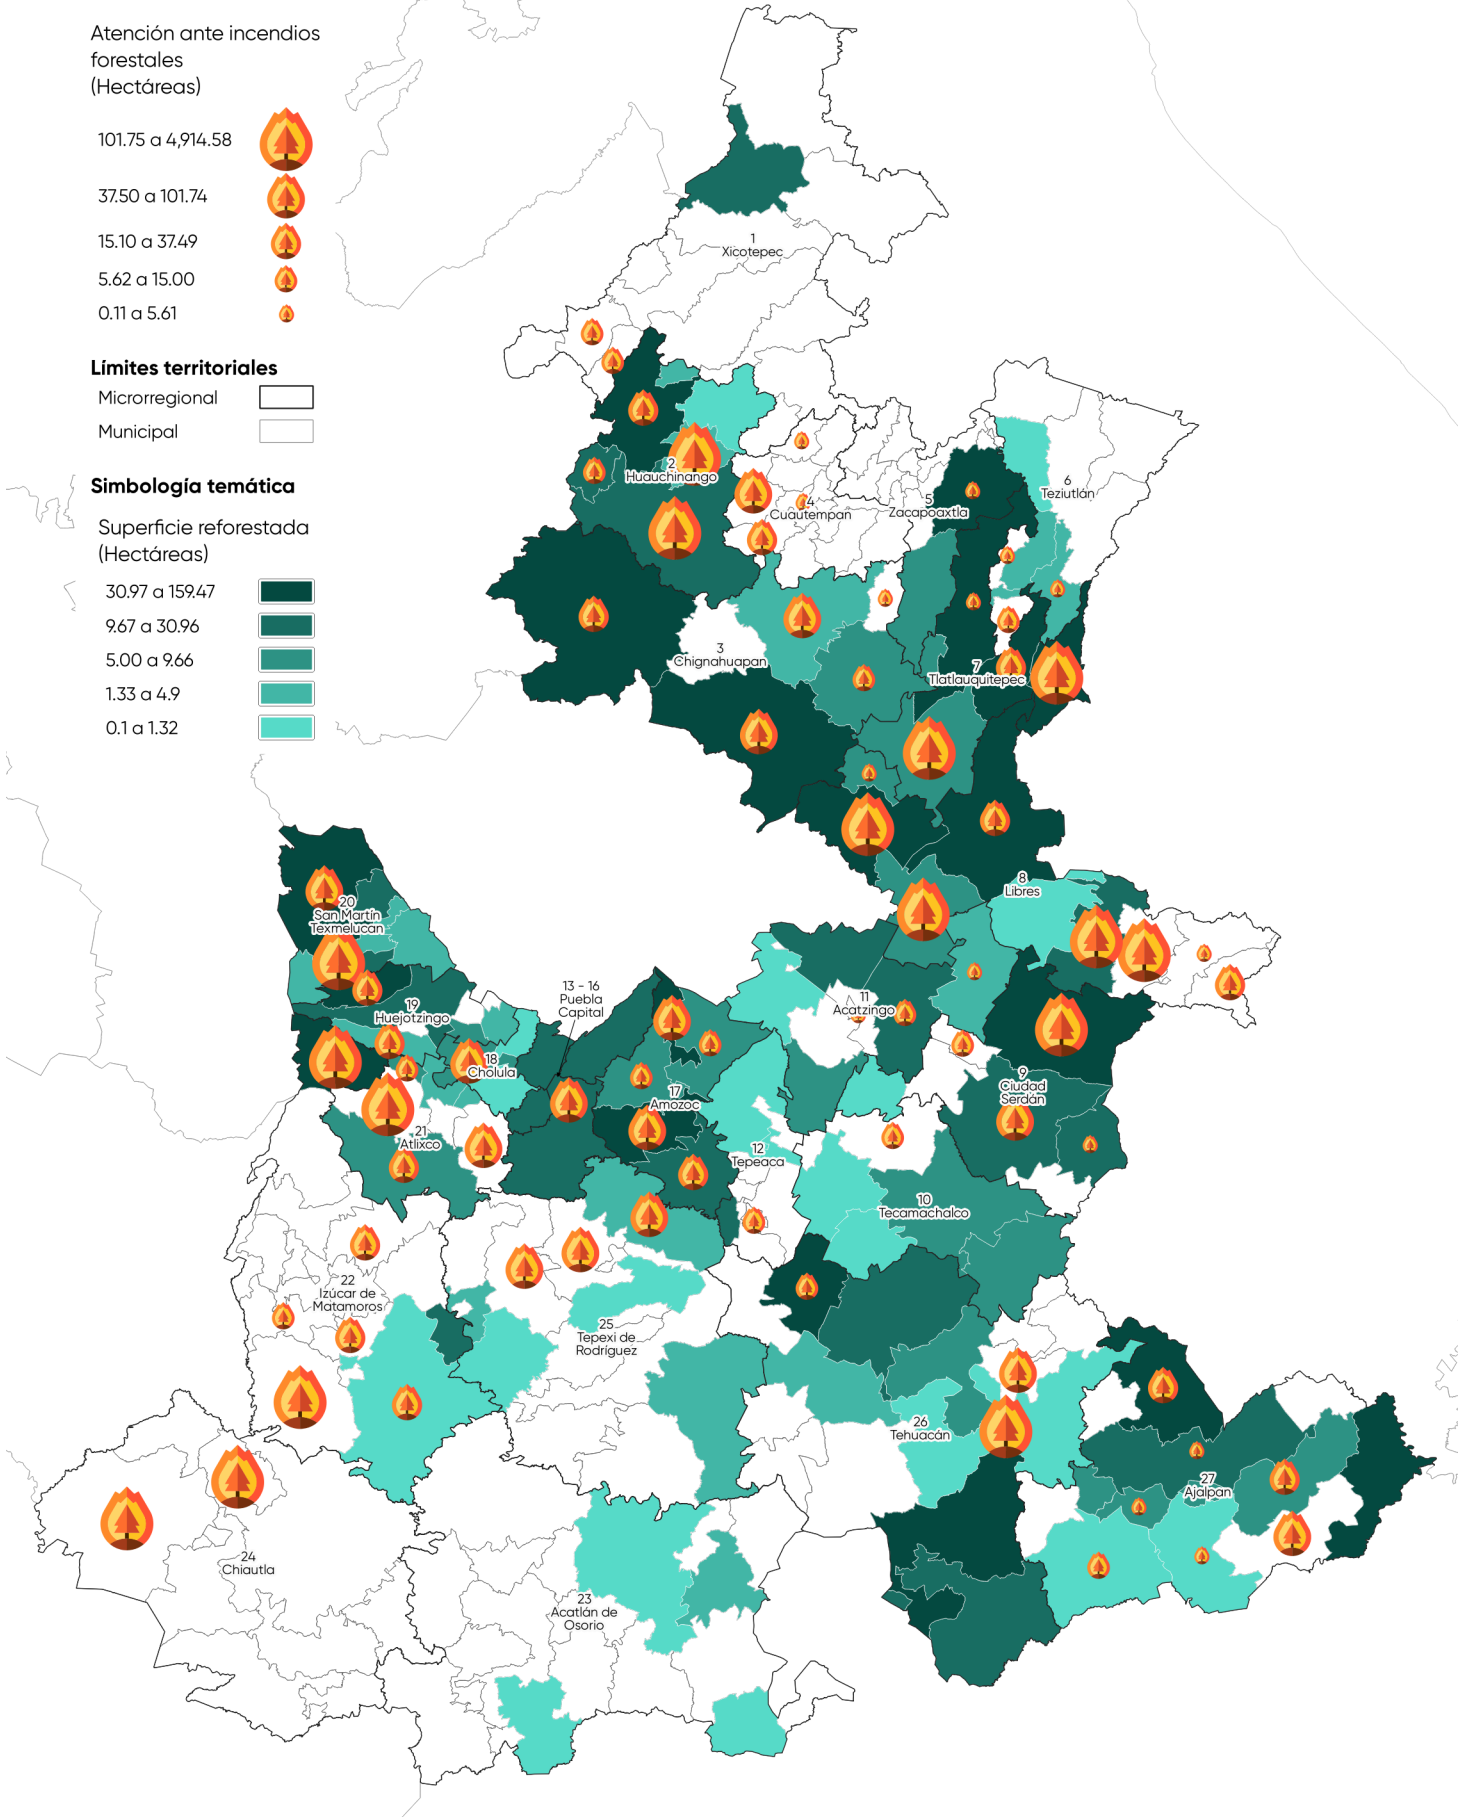 Atención ante incendios
forestales
(Hectáreas)
101.75 a 4,914.58
37.50 a 101.74
15.10 a 37.49
5.62 a 15.00
0.11 a 5.61
Límites territoriales
Microrregional
Municipal
Simbología temática
Superficie reforestada
(Hectáreas)
30.97 a 159.47
9.67 a 30.96
5.00 a 9.66
1.33 a 4.9
0.1 a 1.32
1
Xicotepec
2
Huauchinango
3
Chignahuapan
4
Cuautempan
5
Zacapoaxtla
6
Teziutlán
7
Tlatlauquitepec
8
Libres
9
Ciudad
Serdán
10
Tecamachalco
11
Acatzingo
12
Tepeaca
13 - 16
Puebla
Capital
17
Amozoc
18
Cholula
19
Huejotzingo
20
San Martín
Texmelucan
21
Atlixco
22
Izúcar de
Matamoros
23
Acatlán de
Osorio
24
Chiautla
25
Tepexi de
Rodríguez
26
Tehuacán
27
Ajalpan